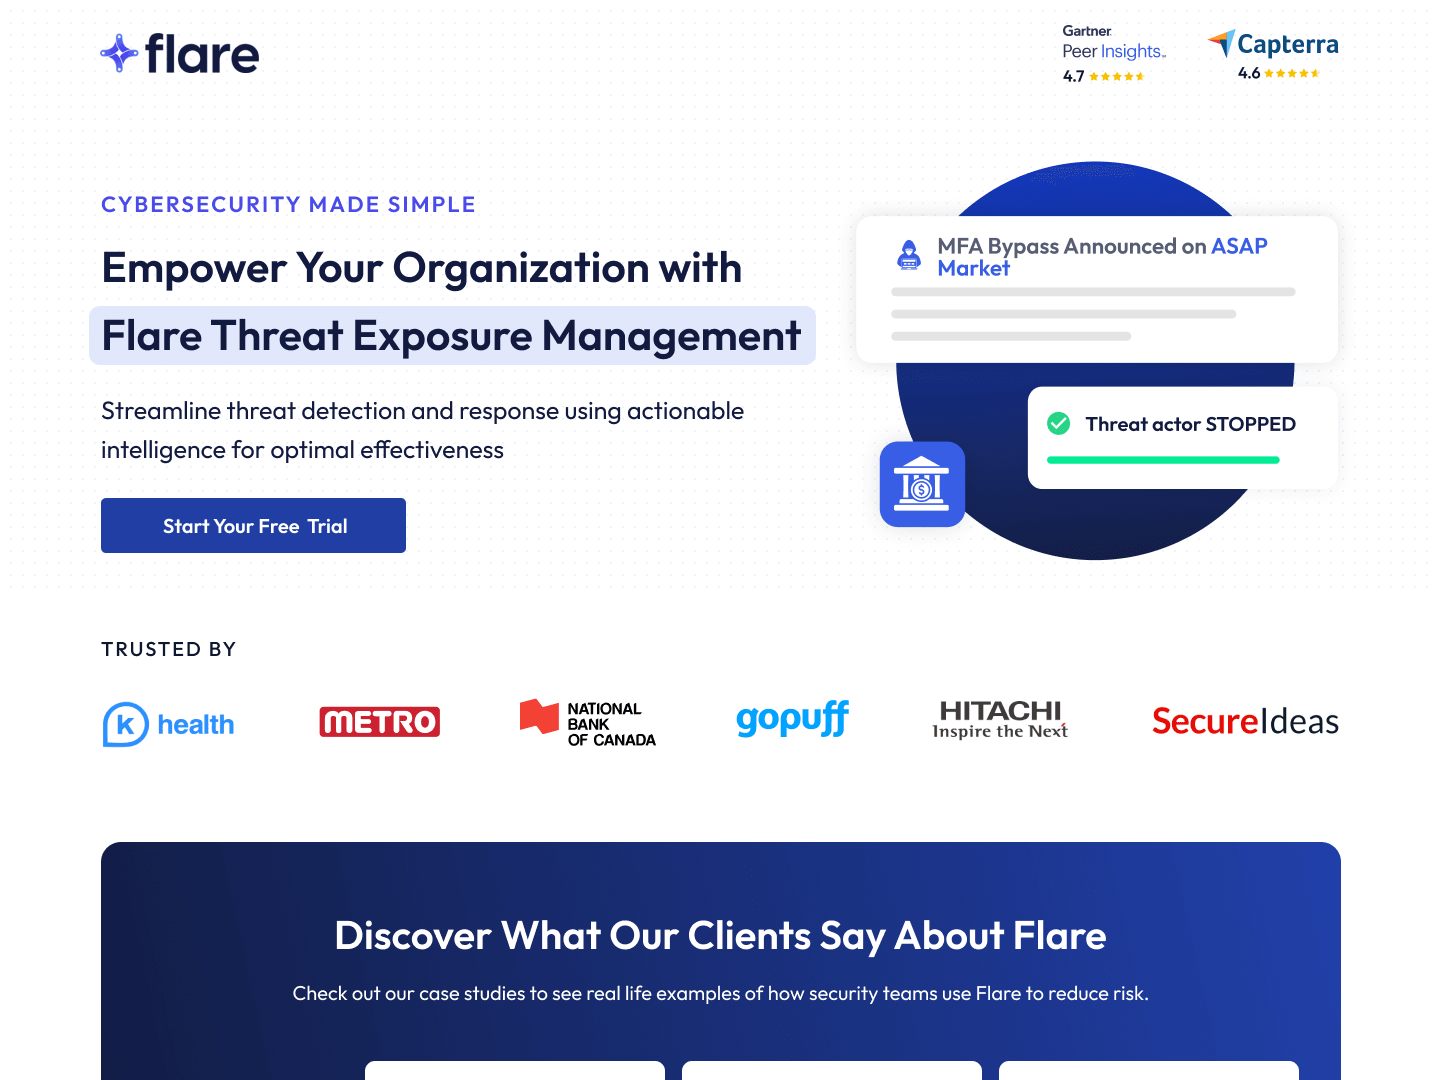 flare
Gartner
Peer Insights™
4.7
Capterra
4.6
CYBERSECURITY MADE SIMPLE
Empower Your Organization with
Flare Threat Exposure Management
Streamline threat detection and response using actionable
intelligence for optimal effectiveness
Start Your Free Trial
MFA Bypass Announced on ASAP
Market
Threat actor STOPPED
$
TRUSTED BY
k health
METRO
NATIONAL
BANK
OF CANADA
gopuff
HITACHI
Inspire the Next
SecureIdeas
Discover What Our Clients Say About Flare
Check out our case studies to see real life examples of how security teams use Flare to reduce risk.